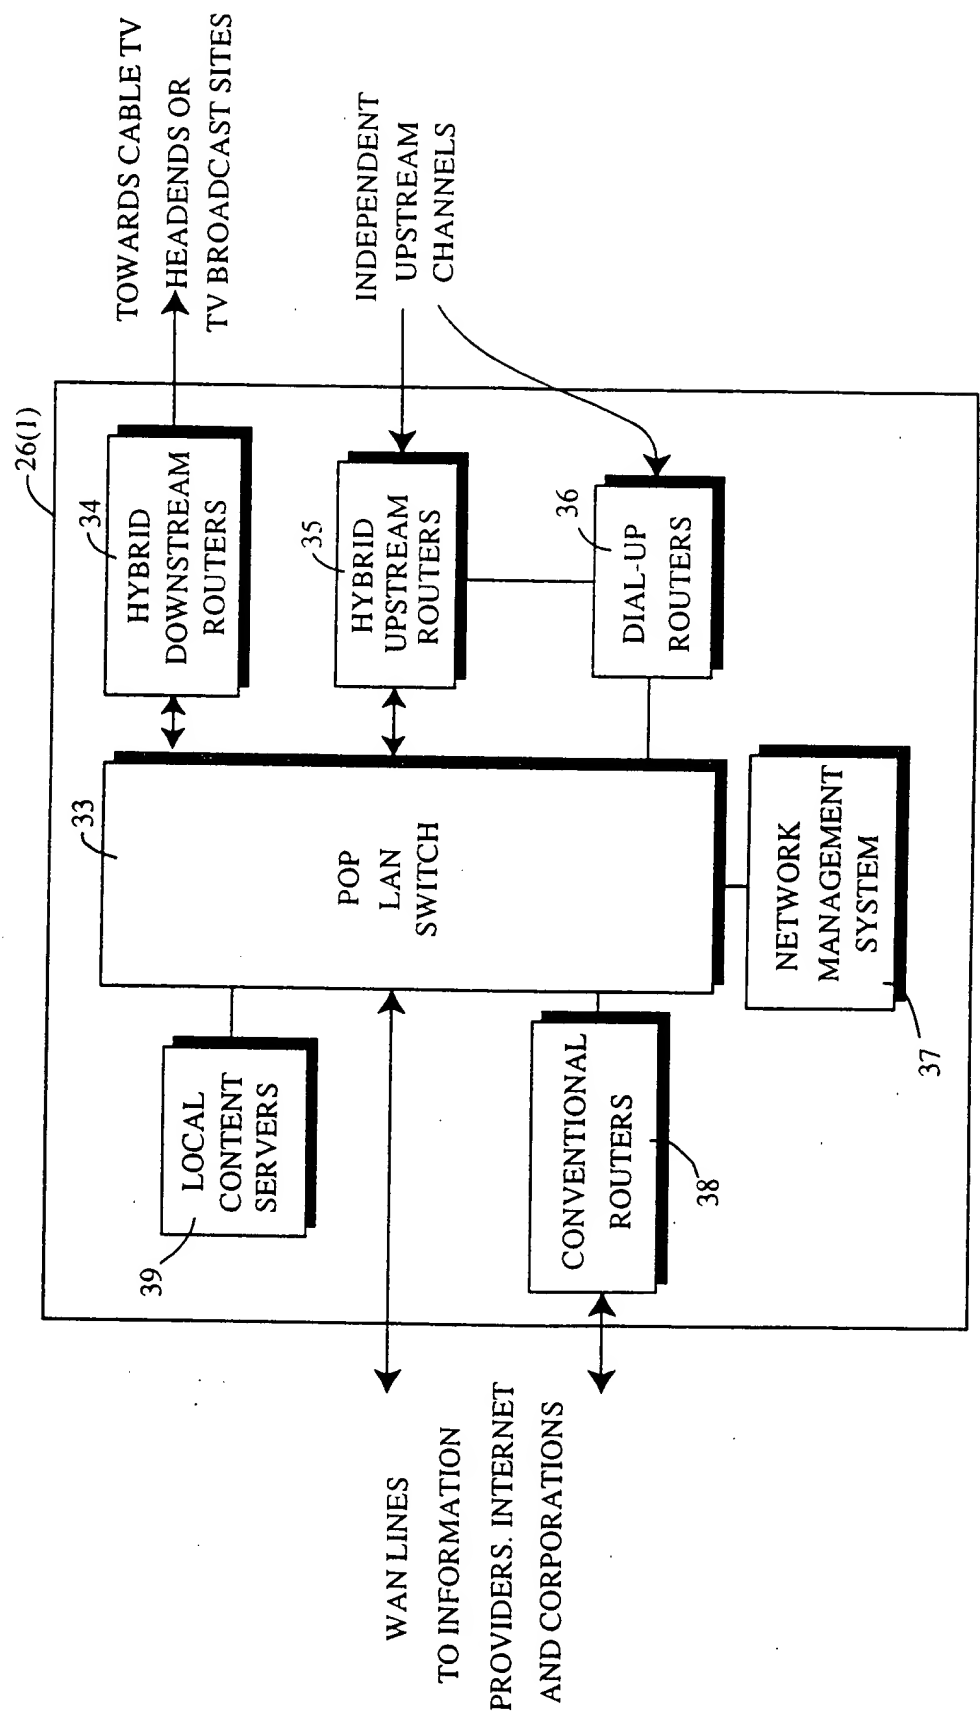 26(1)
TOWARDS CABLE TV
HEADENDS OR
TV BROADCAST SITES
34
HYBRID
DOWNSTREAM
ROUTERS
INDEPENDENT
UPSTREAM
CHANNELS
35
HYBRID
UPSTREAM
ROUTERS
36
DIAL-UP
ROUTERS
33
POP
LAN
SWITCH
NETWORK
MANAGEMENT
SYSTEM
37
LOCAL
CONTENT
SERVERS
39
CONVENTIONAL
ROUTERS
38
WAN LINES
TO INFORMATION
PROVIDERS. INTERNET
AND CORPORATIONS